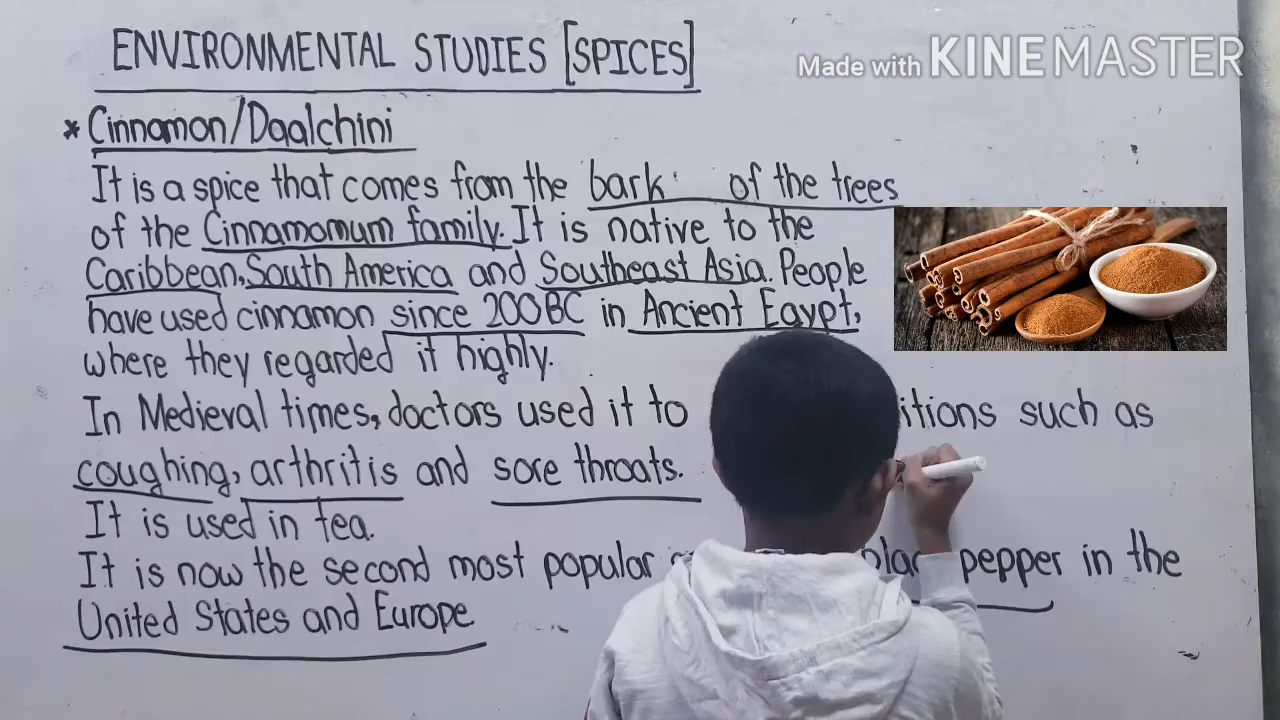 ENVIRONMENTAL STUDIES [SPICES]
Made with KINEMASTER
* Cinnamon/Daalchini
It is a spice that comes from the bark of the trees
of the Cinnamomum family. It is native to the
Caribbean, South America and Southeast Asia. People
have used cinnamon since 200BC in Ancient Egypt,
where they regarded it highly.
In Medieval times, doctors used it to itions such as
coughing, arthritis and sore throats.
It is used in tea.
It is now the second most popular pepper in the
United States and Europe.